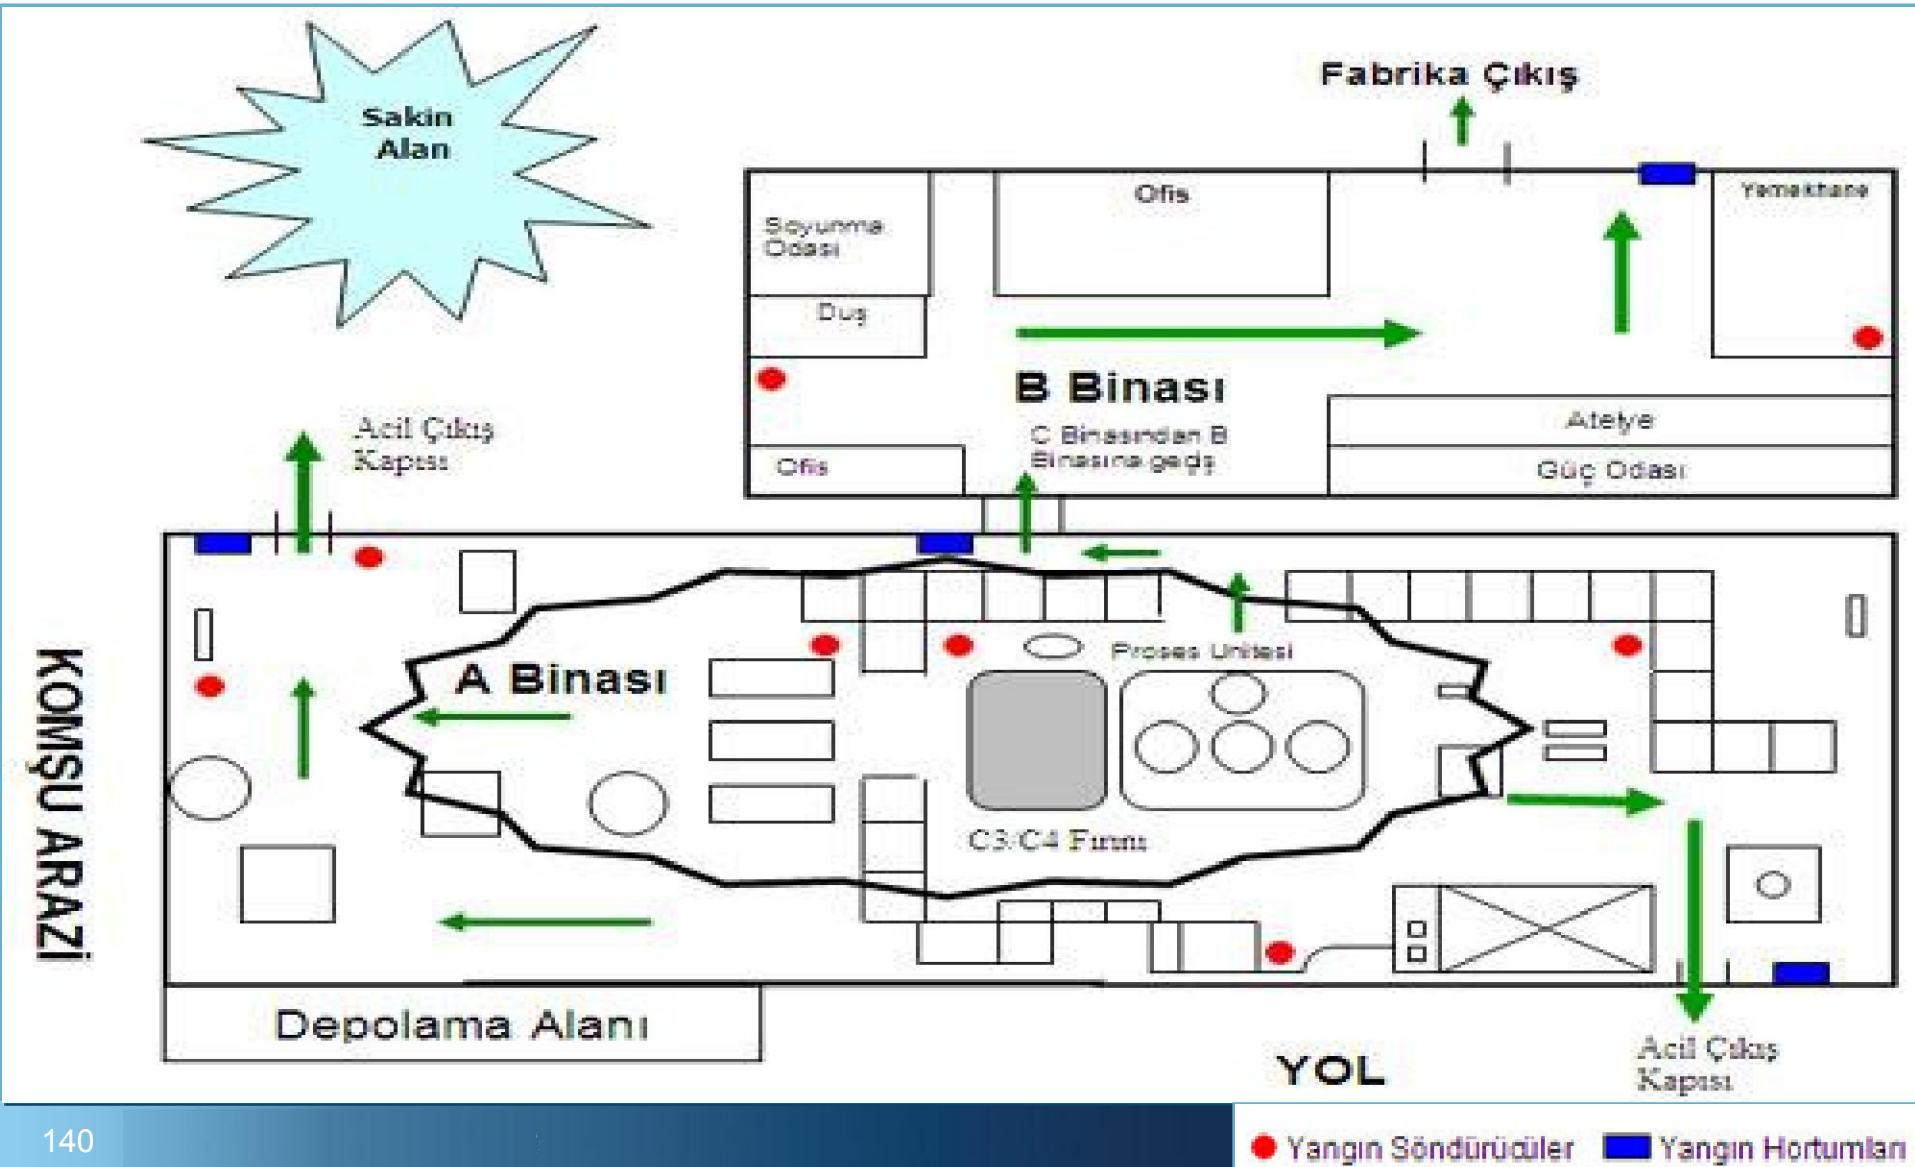 Sakin
Alan
Fabrika Çıkış
Soyunma
Odası
Ofis
Yemekhane
Duş
B Binası
C Binasından B
Binasına geçiş
Ofis
Atelye
Güç Odası
Acil Çıkış
Kapısı
KOMŞU ARAZİ
A Binası
Proses Ünitesi
C3/C4 Fırını
Depolama Alanı
YOL
Acil Çıkış
Kapısı
140
Yangın Söndürücüler
Yangın Hortumları